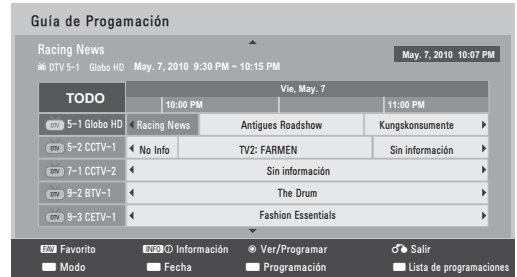 Guía de Progamación
Racing News
DTV 5-1 Globo HD May. 7, 2010 9:30 PM ~ 10:15 PM
May. 7, 2010 10:07 PM
TODO
Vie, May. 7
10:00 PM 11:00 PM
DTV 5-1 Globo HD Racing News Antigues Roadshow Kungskonsumente
DTV 5-2 CCTV-1 No Info TV2: FARMEN Sin información
DTV 7-1 CCTV-2 Sin información
DTV 9-2 BTV-1 The Drum
DTV 9-3 CETV-1 Fashion Essentials
FAV Favorito INFO Información Ver/Programar Salir
Modo Fecha Programación Lista de programaciones